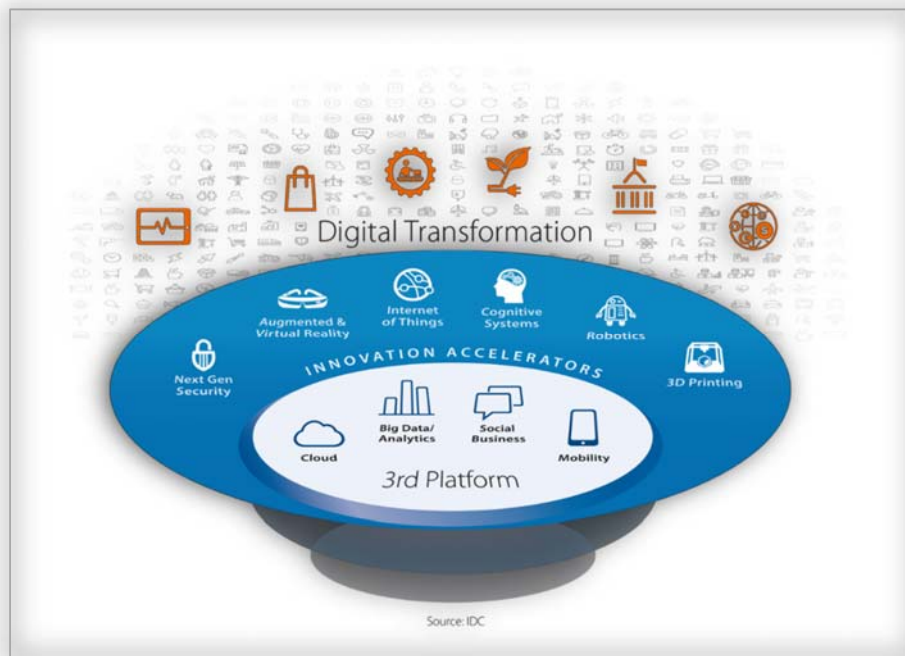 Digital Transformation
Augmented &
Virtual Reality
Internet
of Things
Cognitive
Systems
Robotics
Next Gen
Security
3D Printing
INNOVATION ACCELERATORS
Cloud
Big Data/
Analytics
Social
Business
Mobility
3rd Platform
Source: IDC